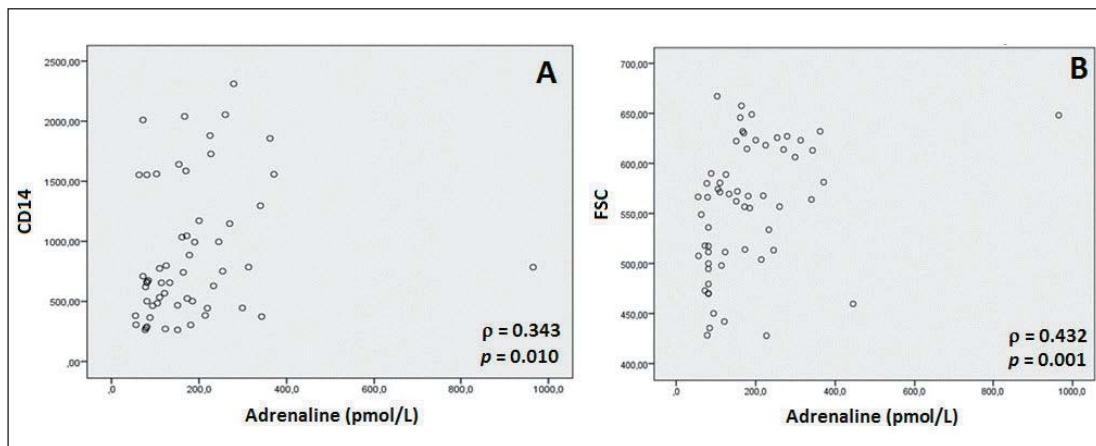 A
CD14
2500,00
2000,00
1500,00
1000,00
500,00
,00
,0
200,0
400,0
600,0
800,0
1000,0
Adrenaline (pmol/L)
ρ = 0.343
p = 0.010
B
FSC
700,00
650,00
600,00
550,00
500,00
450,00
400,00
,0
200,0
400,0
600,0
800,0
1000,0
Adrenaline (pmol/L)
ρ = 0.432
p = 0.001